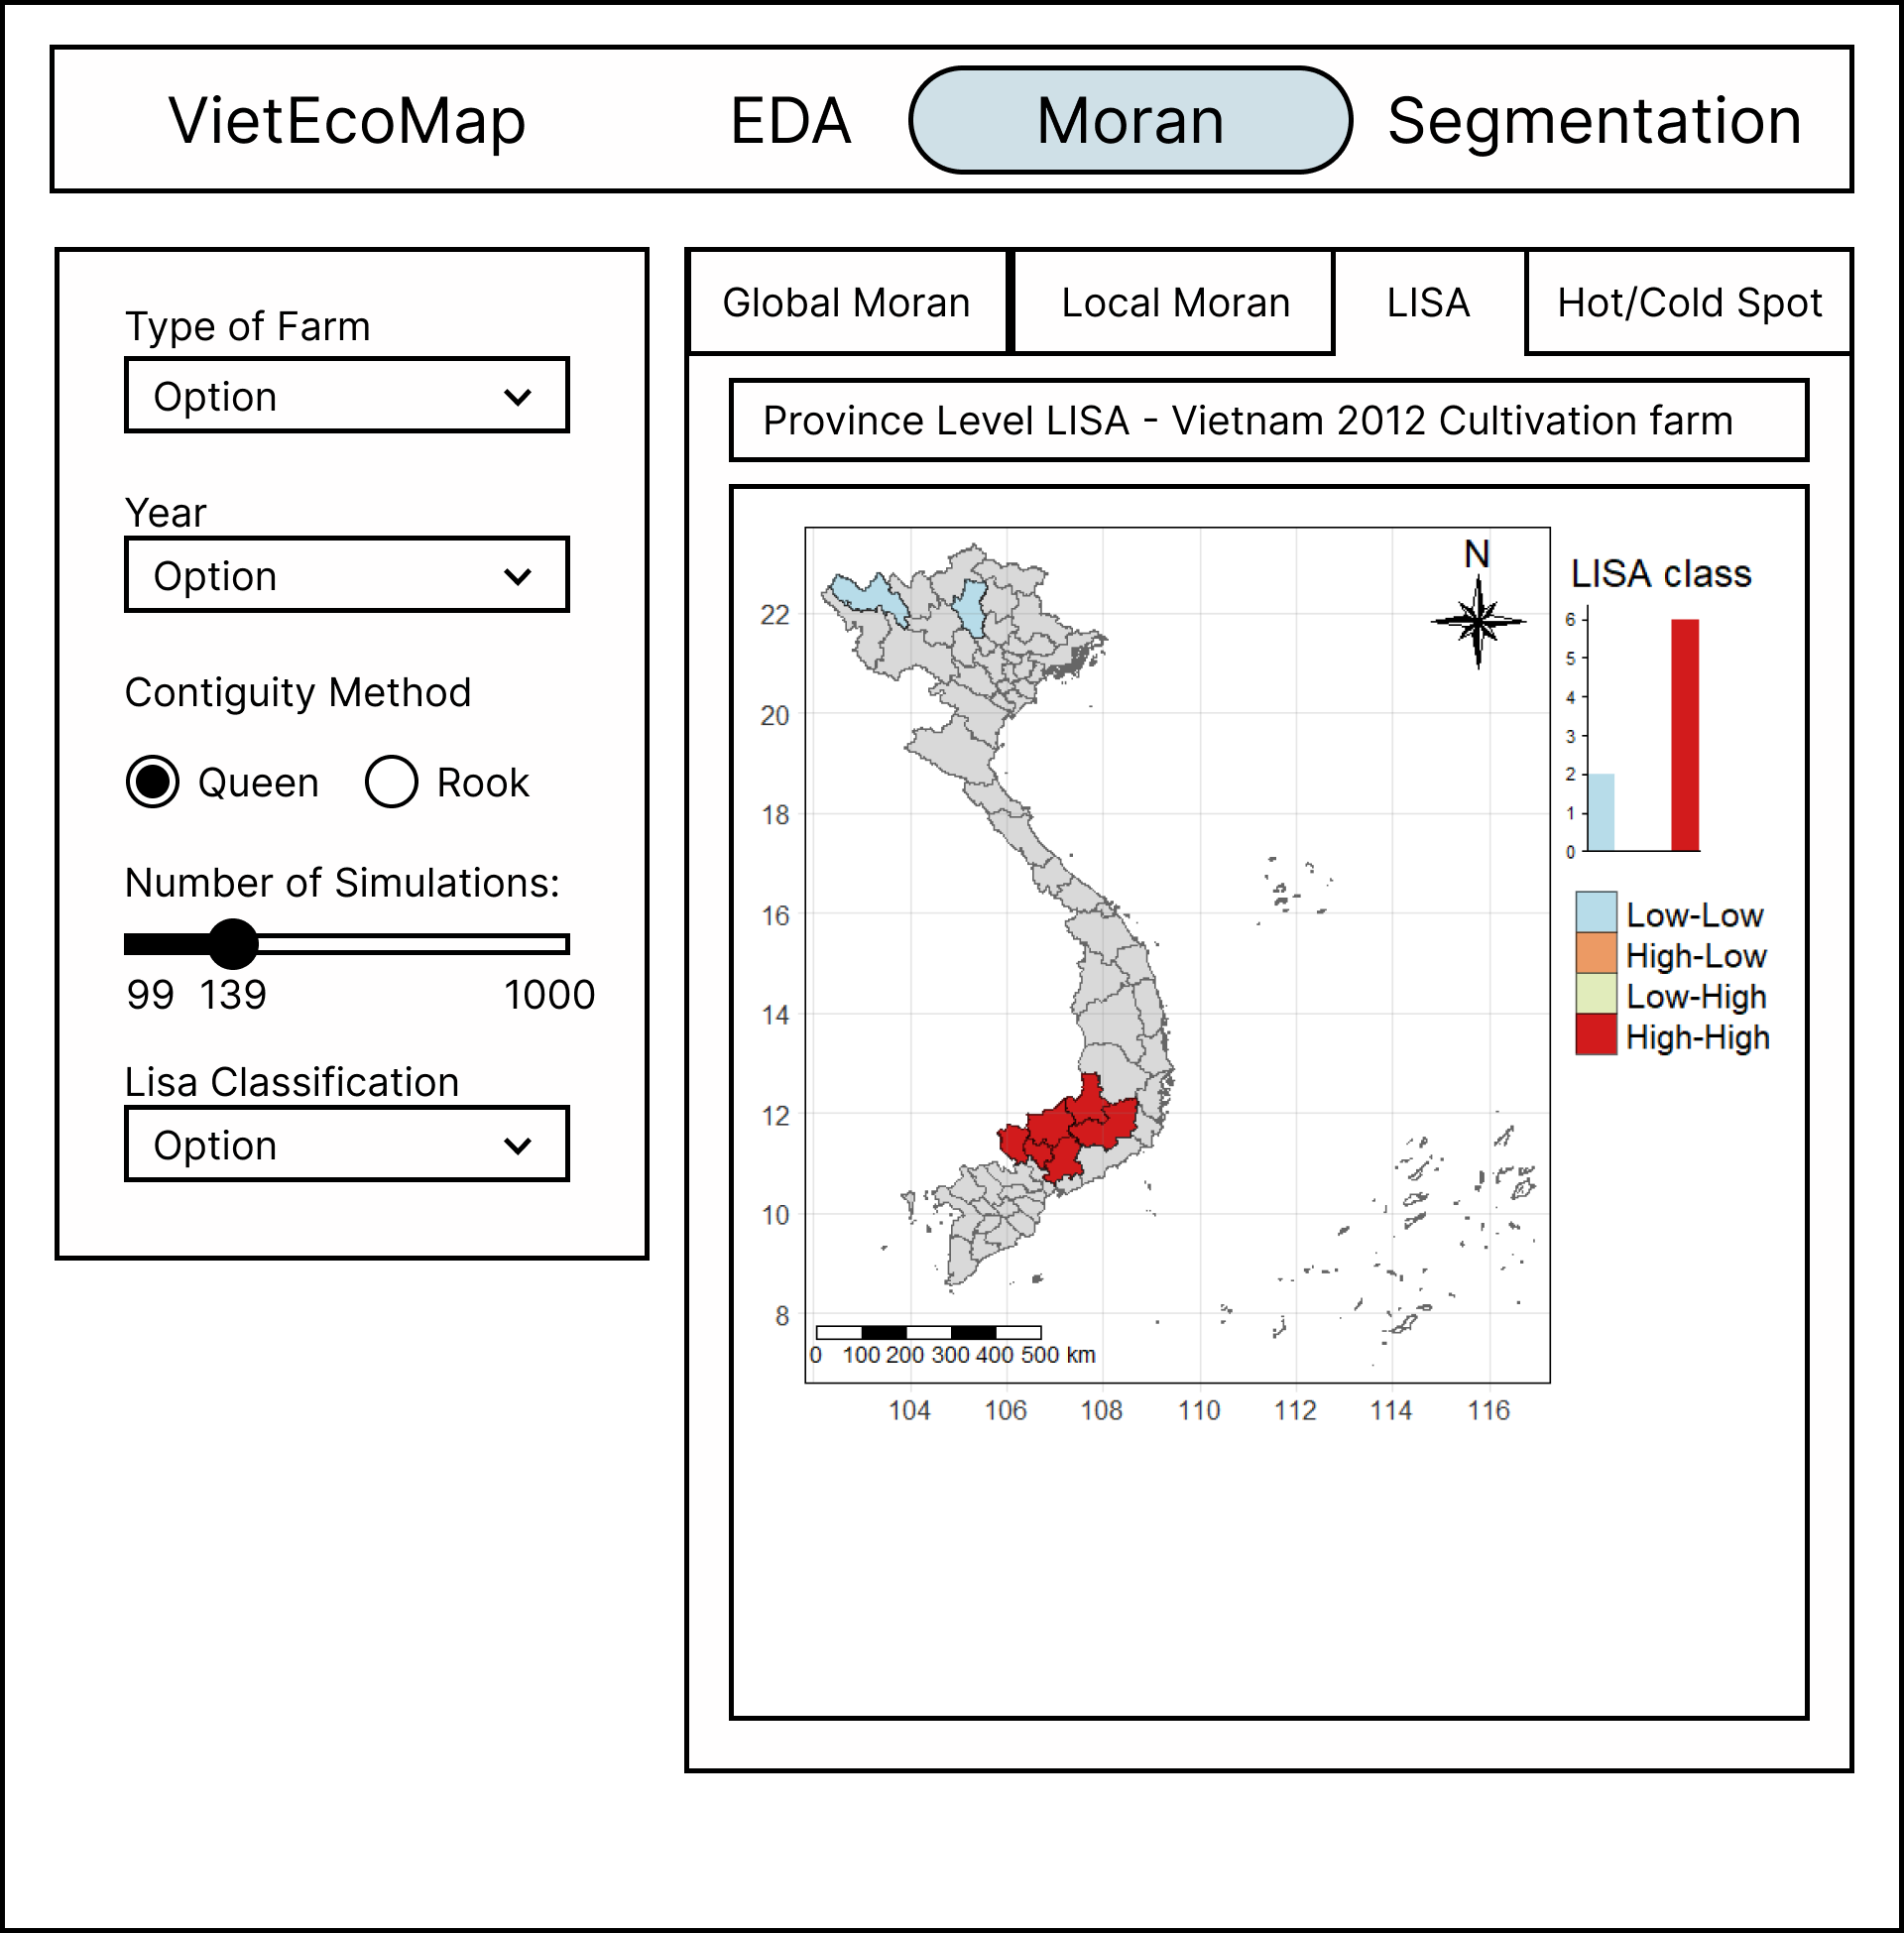 VietEcoMap EDA Moran Segmentation
Type of Farm
Option
Year
Option
Contiguity Method
Queen Rook
Number of Simulations:
99 139 1000
Lisa Classification
Option
Global Moran Local Moran LISA Hot/Cold Spot
Province Level LISA - Vietnam 2012 Cultivation farm
N
22
20
18
16
14
12
10
8
0 100 200 300 400 500 km
104 106 108 110 112 114 116
LISA class
6
5
4
3
2
1
0
Low-Low
High-Low
Low-High
High-High